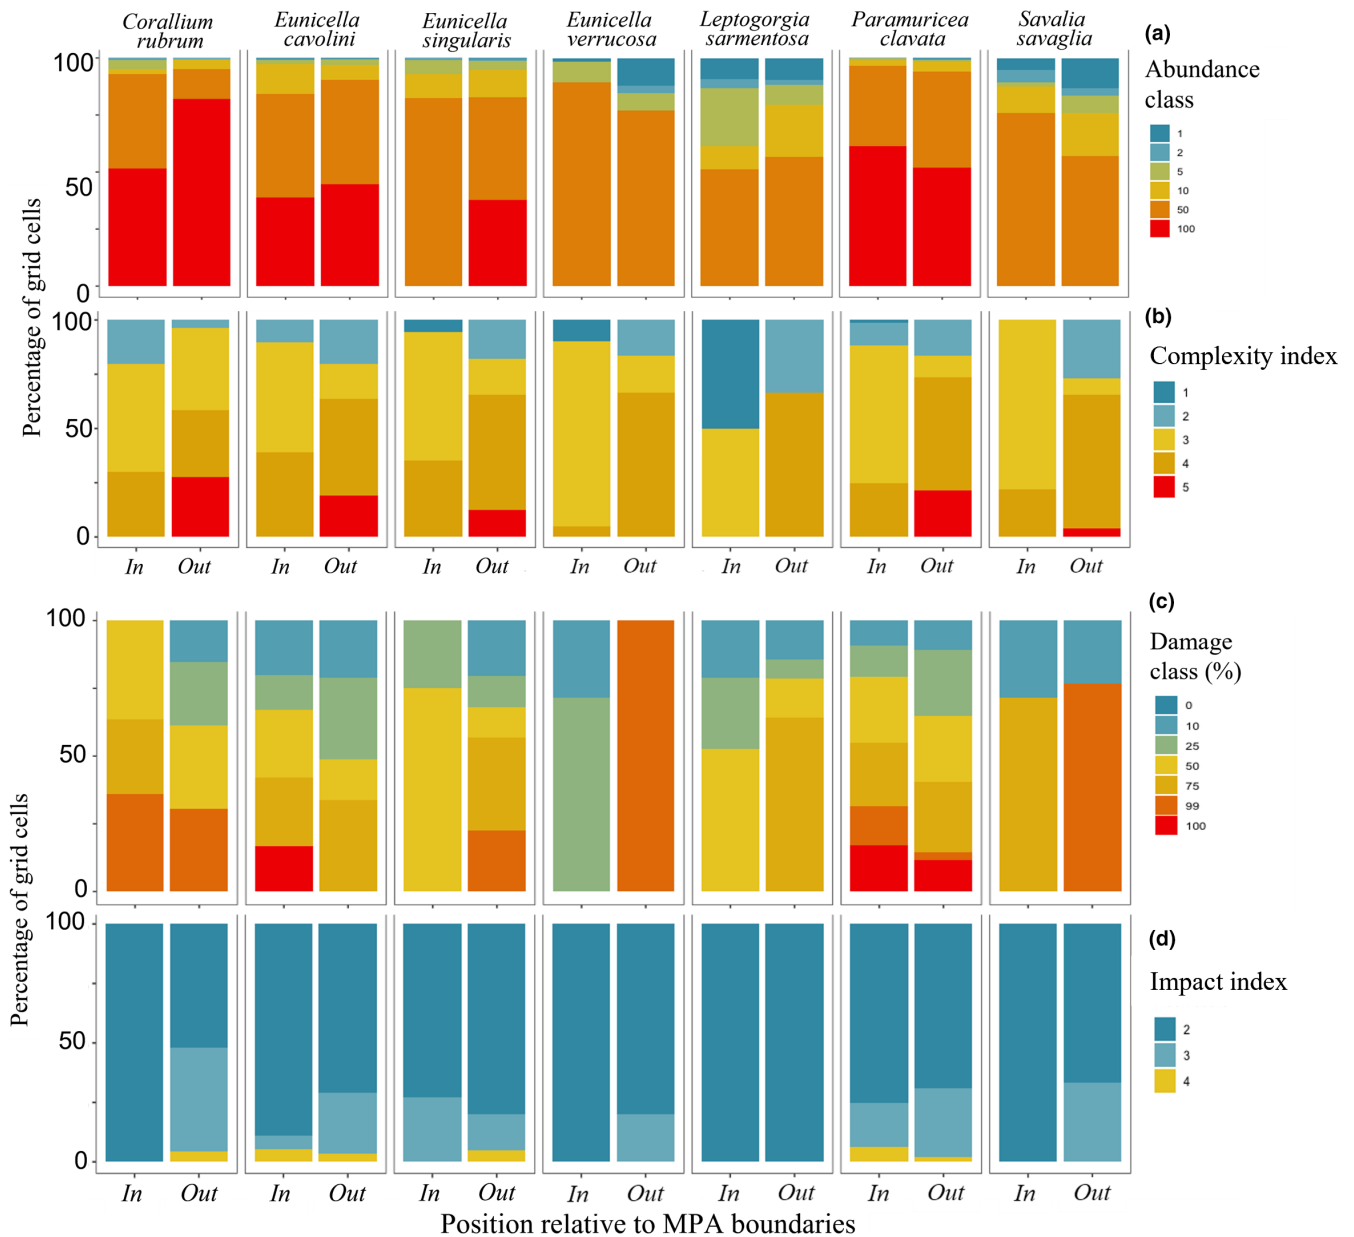 Corallium
rubrum
Eunicella
cavolini
Eunicella
singularis
Eunicella
verrucosa
Leptogorgia
sarmentosa
Paramuricea
clavata
Savalia
savaglia
(a)
Abundance
class
1
2
5
10
50
100
100
50
0
Percentage of grid cells
(b)
Complexity index
1
2
3
4
5
100
50
0
In Out In Out In Out In Out In Out In Out In Out
(c)
Damage
class (%)
0
10
25
50
75
99
100
100
50
0
Percentage of grid cells
(d)
Impact index
2
3
4
100
50
0
In Out In Out In Out In Out In Out In Out In Out
Position relative to MPA boundaries